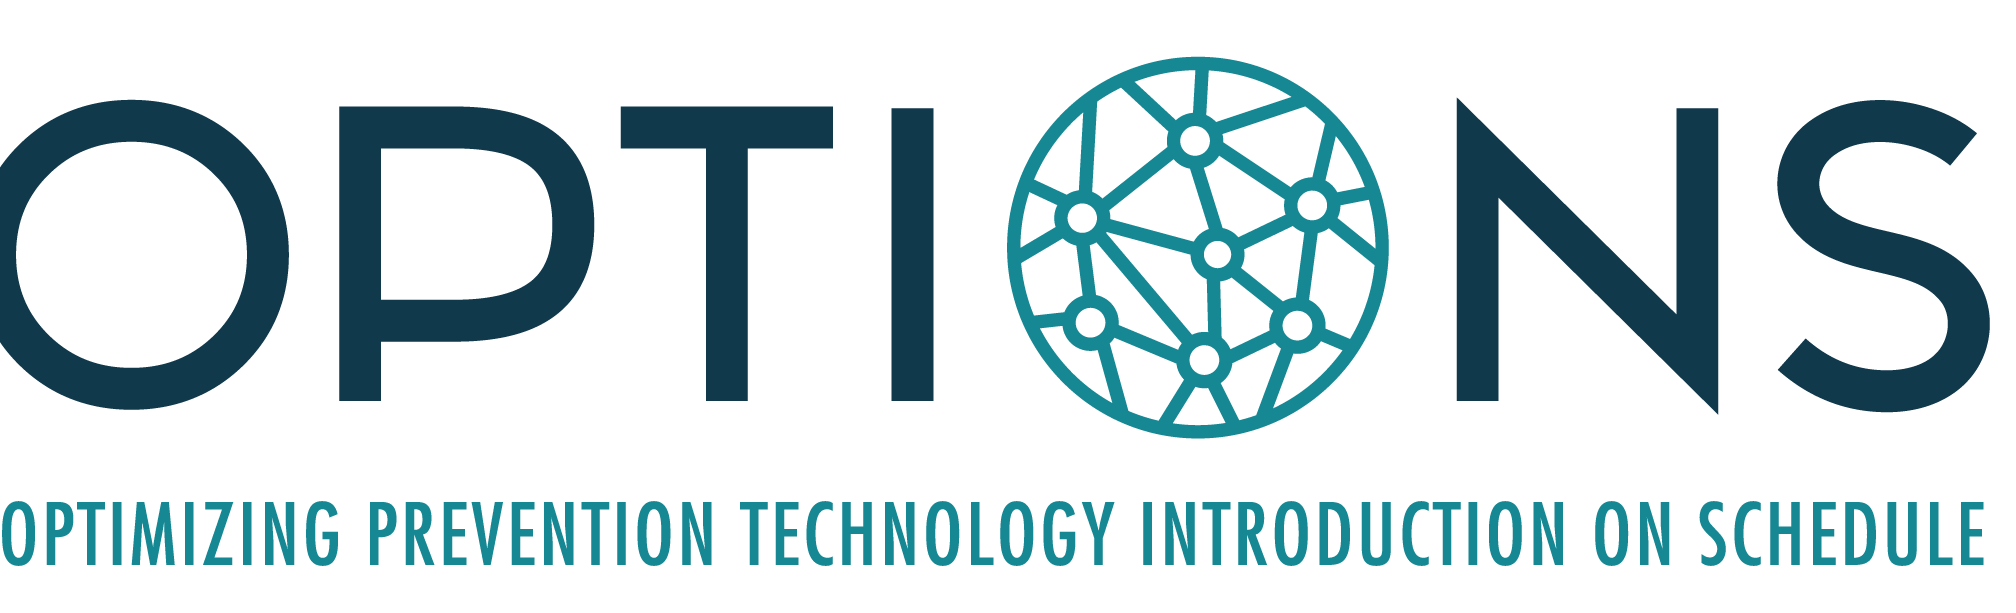 OPTIONS
OPTIMIZING PREVENTION TECHNOLOGY INTRODUCTION ON SCHEDULE